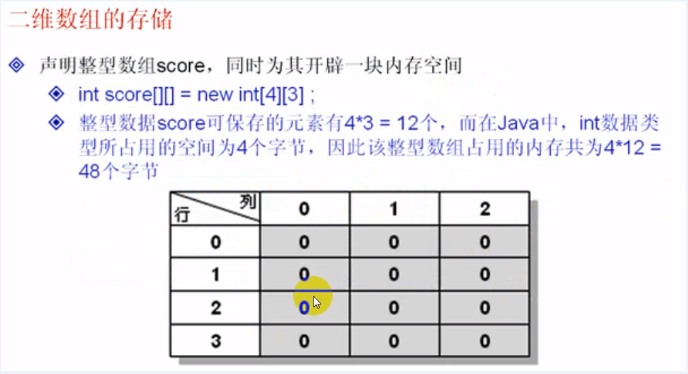 二维数组的存储
声明整型数组score，同时为其开辟一块内存空间
int score[][] = new int[4][3] ;
整型数据score可保存的元素有4*3 = 12个，而在Java中，int数据类
型所占用的空间为4个字节，因此该整型数组占用的内存共为4*12 =
48个字节
行 列 0 1 2
0 0 0 0
1 0 0 0
2 0 0 0
3 0 0 0